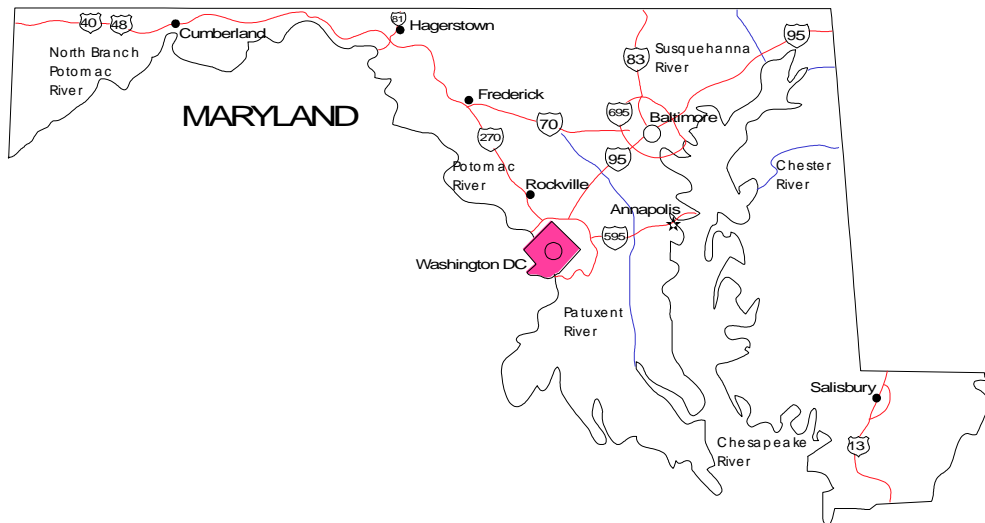 81
40
48
95
Cumberland
Hagerstown
North Branch
Potomac
River
Susquehanna
River
83
Frederick
MARYLAND
695
Baltimore
70
270
95
Potomac
River
Chester
River
Rockville
Annapolis
595
Washington DC
Patuxent
River
Salisbury
Chesapeake
River
13